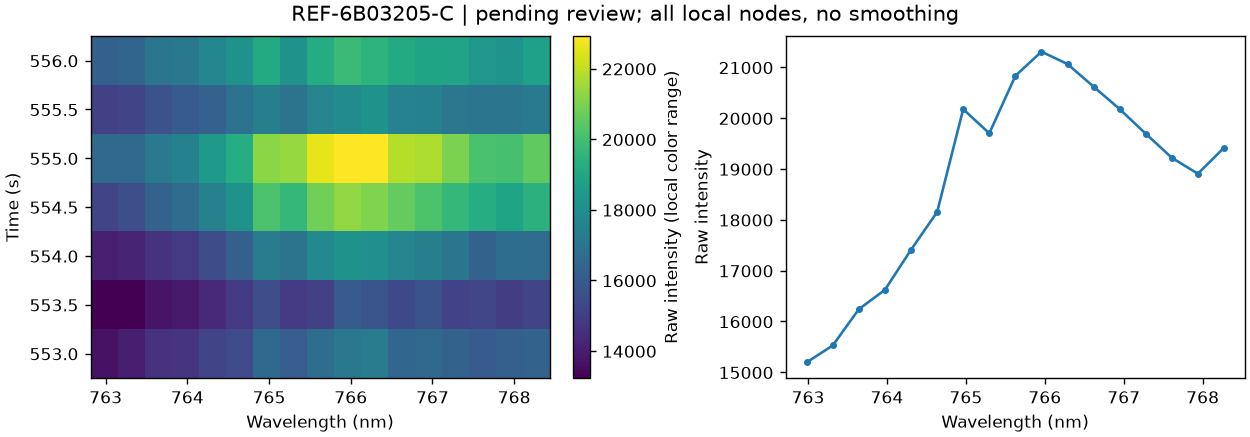 REF-6B03205-C | pending review; all local nodes, no smoothing
556.0
555.5
555.0
554.5
554.0
553.5
553.0
Time (s)
763 764 765 766 767 768
Wavelength (nm)
22000
20000
18000
16000
14000
Raw intensity (local color range)
21000
20000
19000
18000
17000
16000
15000
Raw intensity
763 764 765 766 767 768
Wavelength (nm)